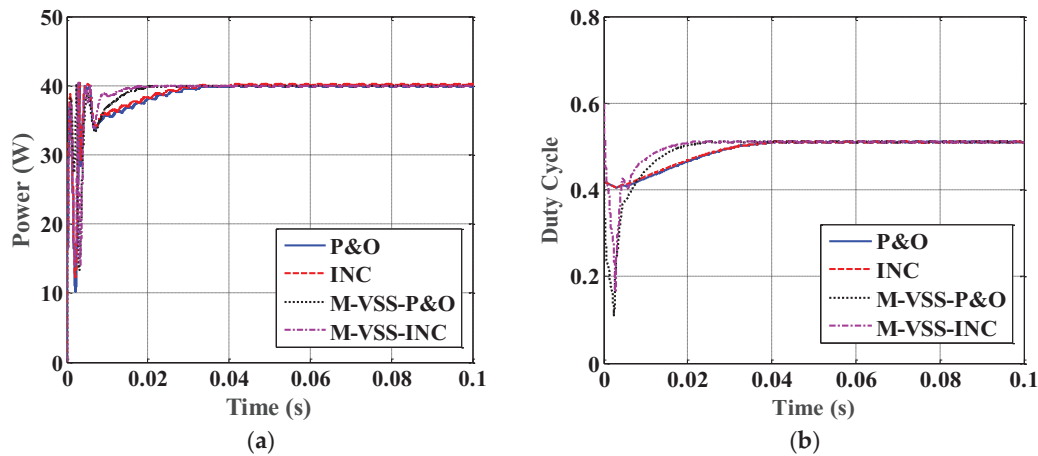 50
40
30
20
10
0
Power (W)
P&O
INC
M-VSS-P&O
M-VSS-INC
0 0.02 0.04 0.06 0.08 0.1
Time (s)
(a)
0.8
0.6
0.4
0.2
0
Duty Cycle
P&O
INC
M-VSS-P&O
M-VSS-INC
0 0.02 0.04 0.06 0.08 0.1
Time (s)
(b)